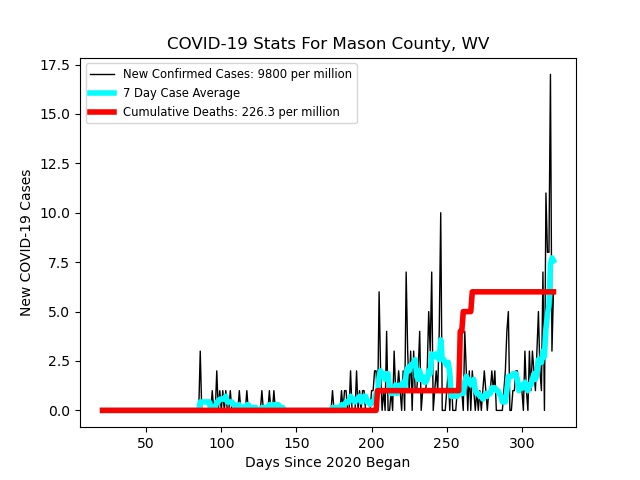 COVID-19 Stats For Mason County, WV
New Confirmed Cases: 9800 per million
7 Day Case Average
Cumulative Deaths: 226.3 per million
New COVID-19 Cases
17.5
15.0
12.5
10.0
7.5
5.0
2.5
0.0
50 100 150 200 250 300
Days Since 2020 Began